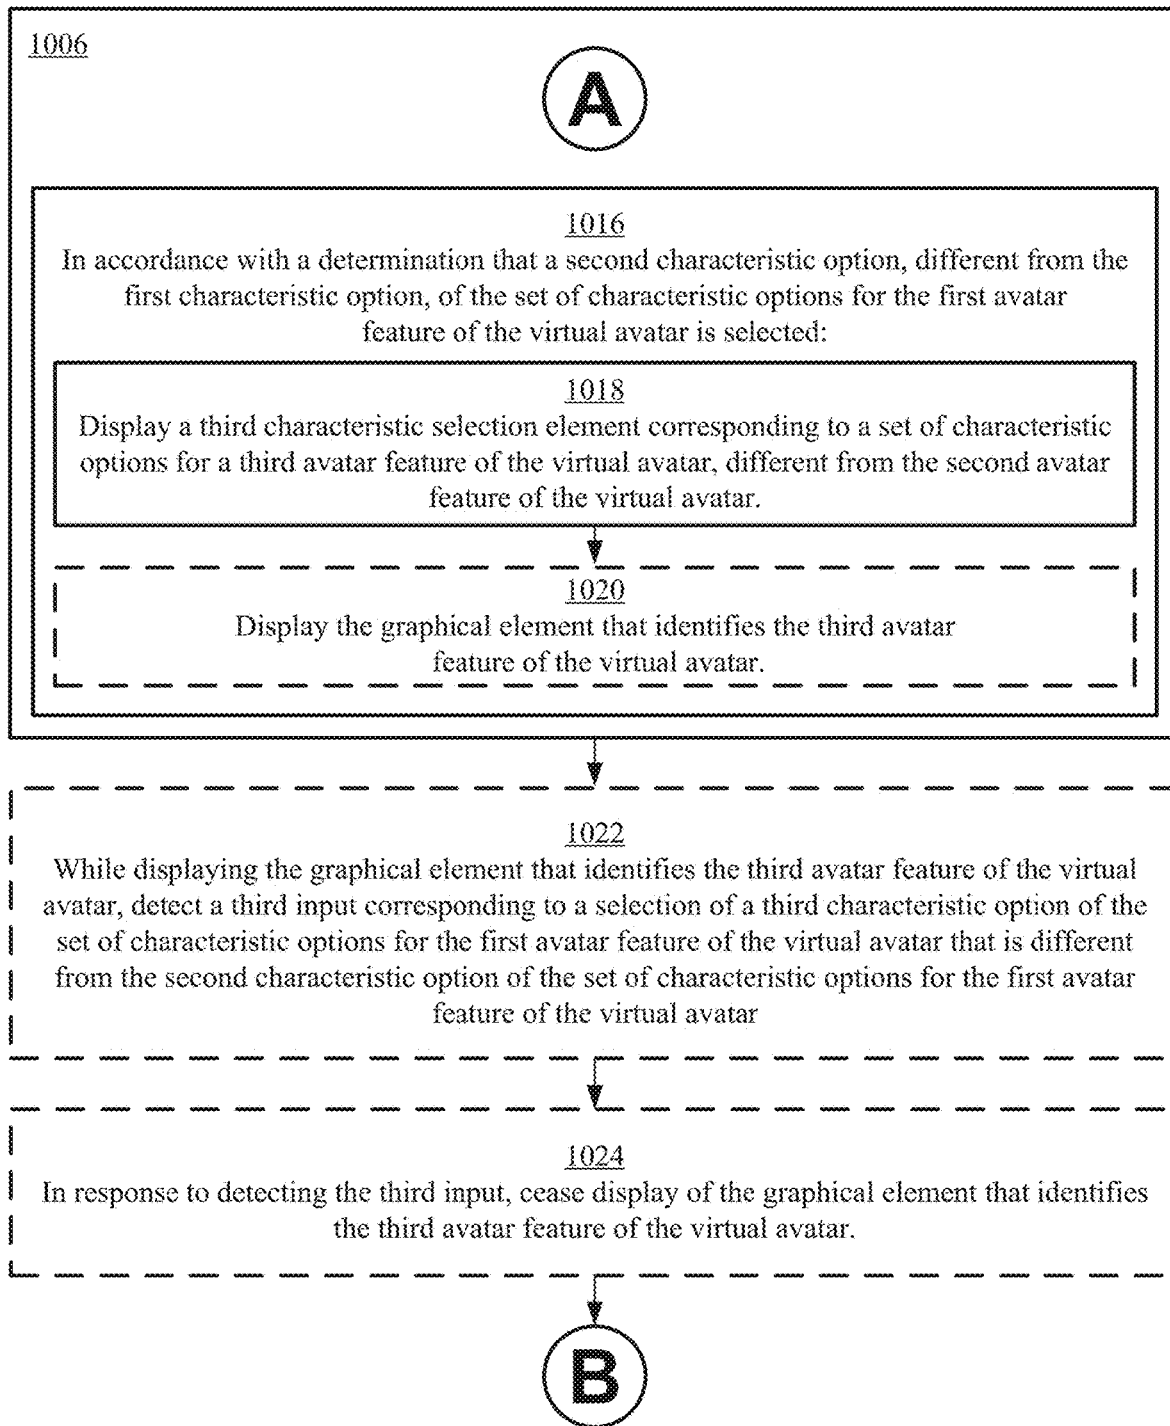 1006
A
1016
In accordance with a determination that a second characteristic option, different from the
first characteristic option, of the set of characteristic options for the first avatar
feature of the virtual avatar is selected:
1018
Display a third characteristic selection element corresponding to a set of characteristic
options for a third avatar feature of the virtual avatar, different from the second avatar
feature of the virtual avatar.
1020
Display the graphical element that identifies the third avatar
feature of the virtual avatar.
1022
While displaying the graphical element that identifies the third avatar feature of the virtual
avatar, detect a third input corresponding to a selection of a third characteristic option of the
set of characteristic options for the first avatar feature of the virtual avatar that is different
from the second characteristic option of the set of characteristic options for the first avatar
feature of the virtual avatar
1024
In response to detecting the third input, cease display of the graphical element that identifies
the third avatar feature of the virtual avatar.
B